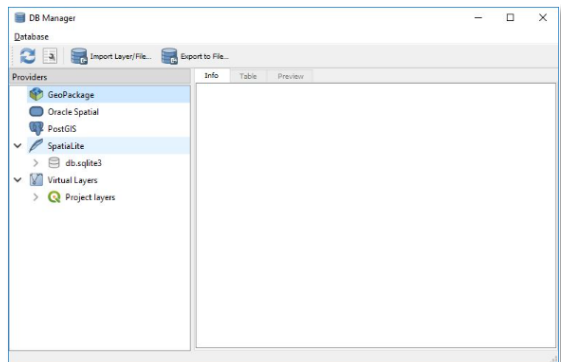 DB Manager
Database
Import Layer/File...
Export to File...
Providers
Info Table Preview
GeoPackage
Oracle Spatial
PostGIS
SpatiaLite
db.sqlite3
Virtual Layers
Project layers